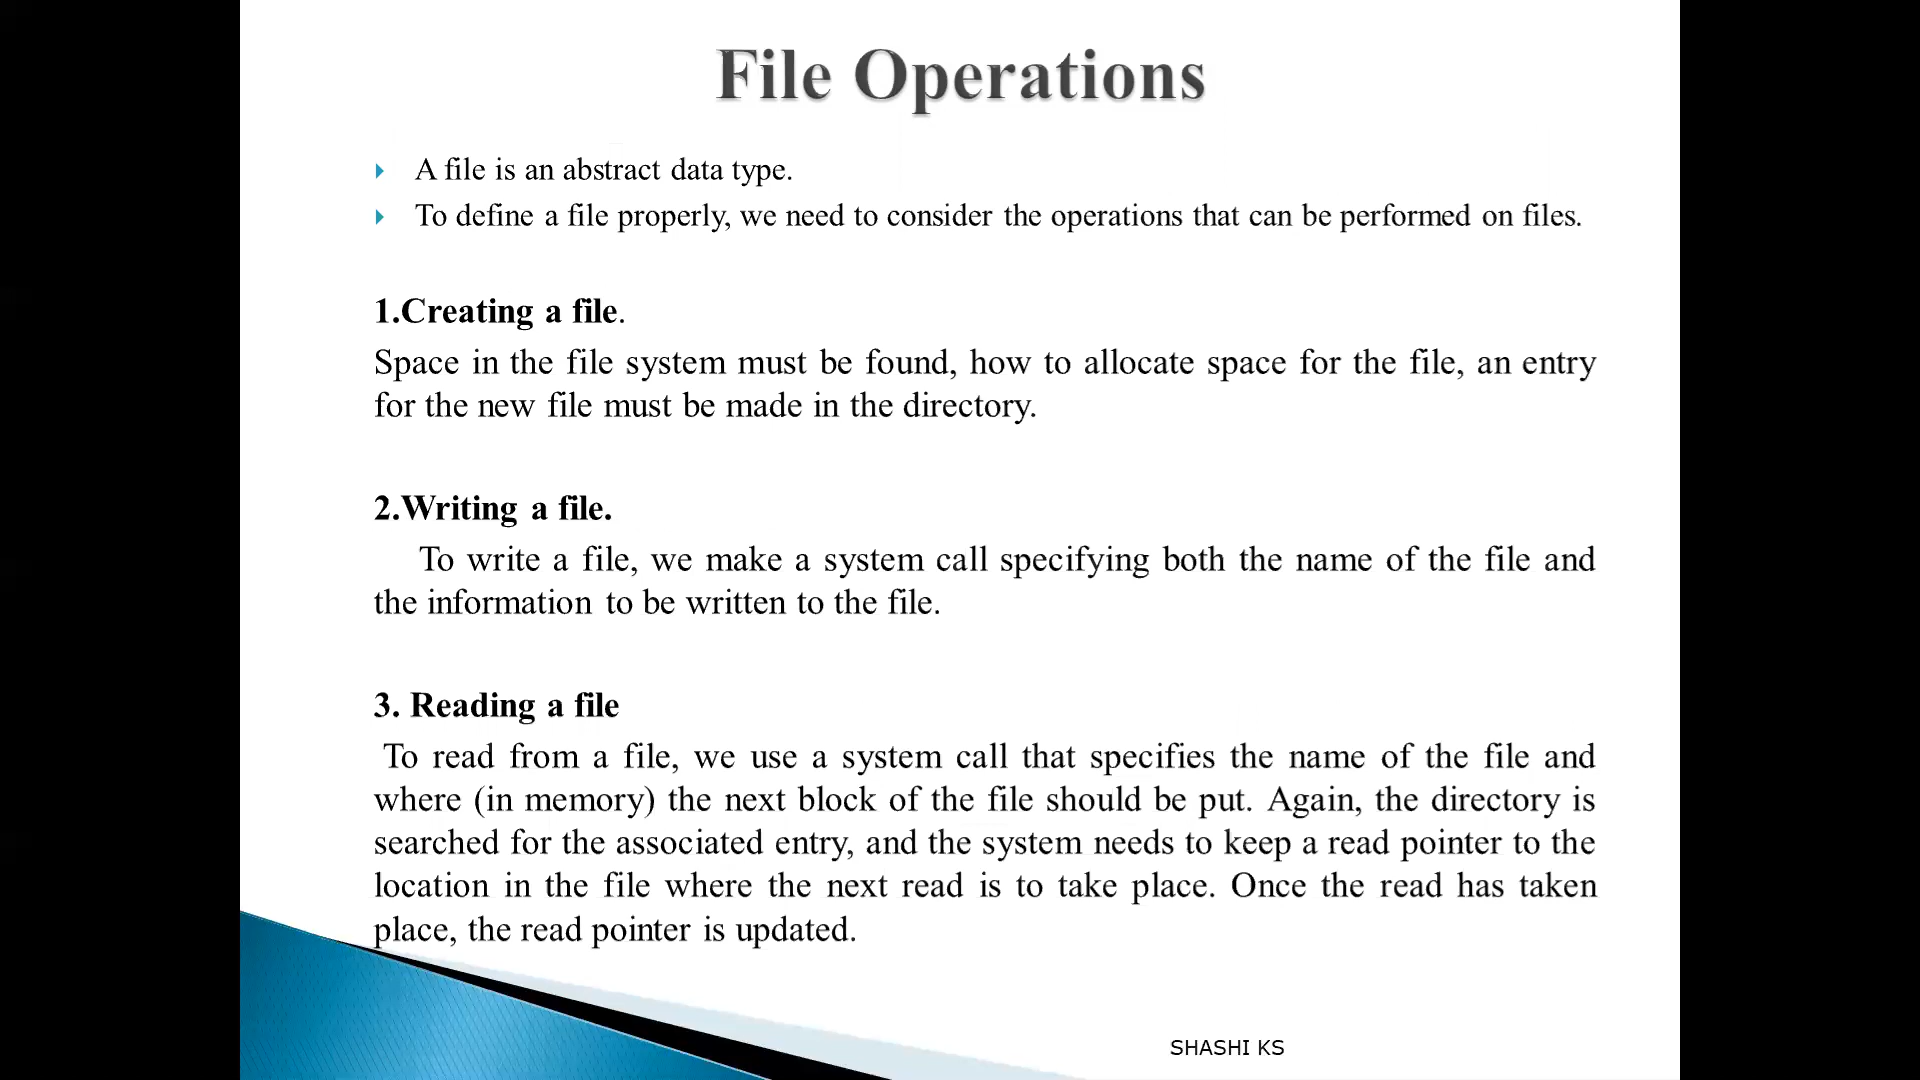 File Operations
A file is an abstract data type.
To define a file properly, we need to consider the operations that can be performed on files.
1.Creating a file.
Space in the file system must be found, how to allocate space for the file, an entry
for the new file must be made in the directory.
2.Writing a file.
To write a file, we make a system call specifying both the name of the file and
the information to be written to the file.
3. Reading a file
To read from a file, we use a system call that specifies the name of the file and
where (in memory) the next block of the file should be put. Again, the directory is
searched for the associated entry, and the system needs to keep a read pointer to the
location in the file where the next read is to take place. Once the read has taken
place, the read pointer is updated.
SHASHI KS